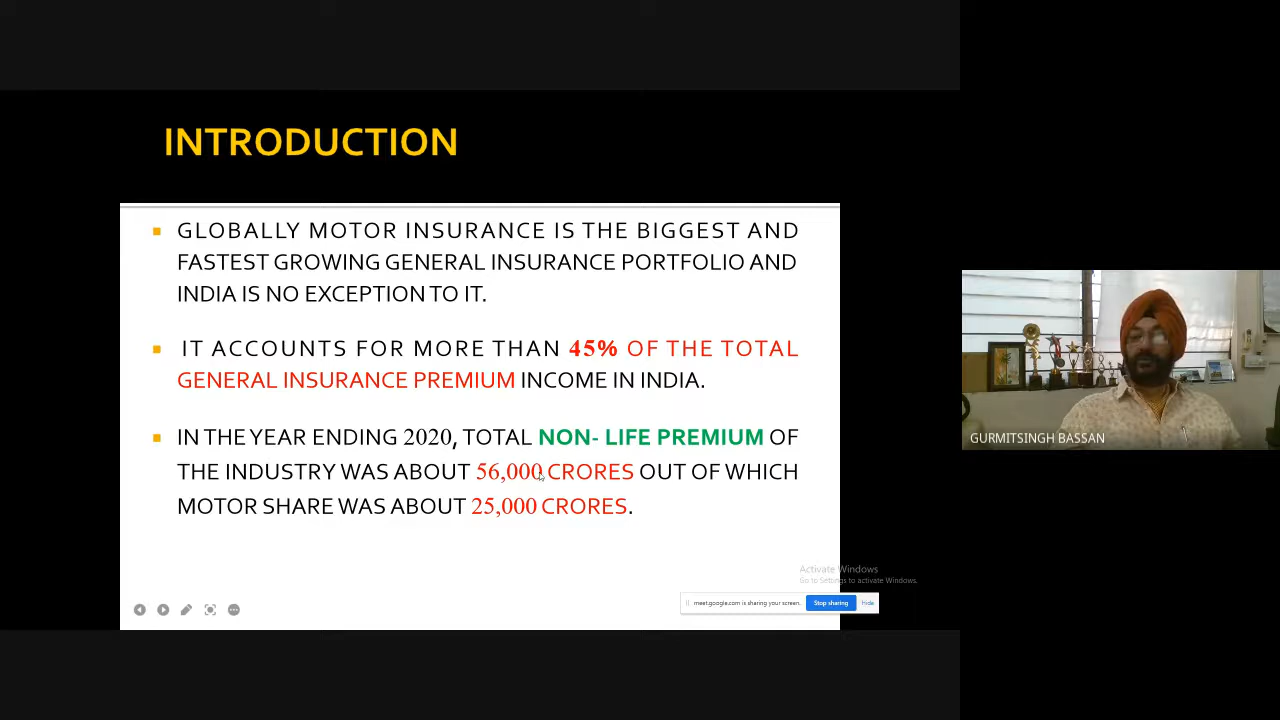 INTRODUCTION
GLOBALLY MOTOR INSURANCE IS THE BIGGEST AND
FASTEST GROWING GENERAL INSURANCE PORTFOLIO AND
INDIA IS NO EXCEPTION TO IT.
IT ACCOUNTS FOR MORE THAN 45% OF THE TOTAL
GENERAL INSURANCE PREMIUM INCOME IN INDIA.
IN THE YEAR ENDING 2020, TOTAL NON- LIFE PREMIUM OF
THE INDUSTRY WAS ABOUT 56,000 CRORES OUT OF WHICH
MOTOR SHARE WAS ABOUT 25,000 CRORES.
GURMITSINGH BASSAN
Activate Windows
Go to Settings to activate Windows.
meet.google.com is sharing your screen. Stop sharing Hide